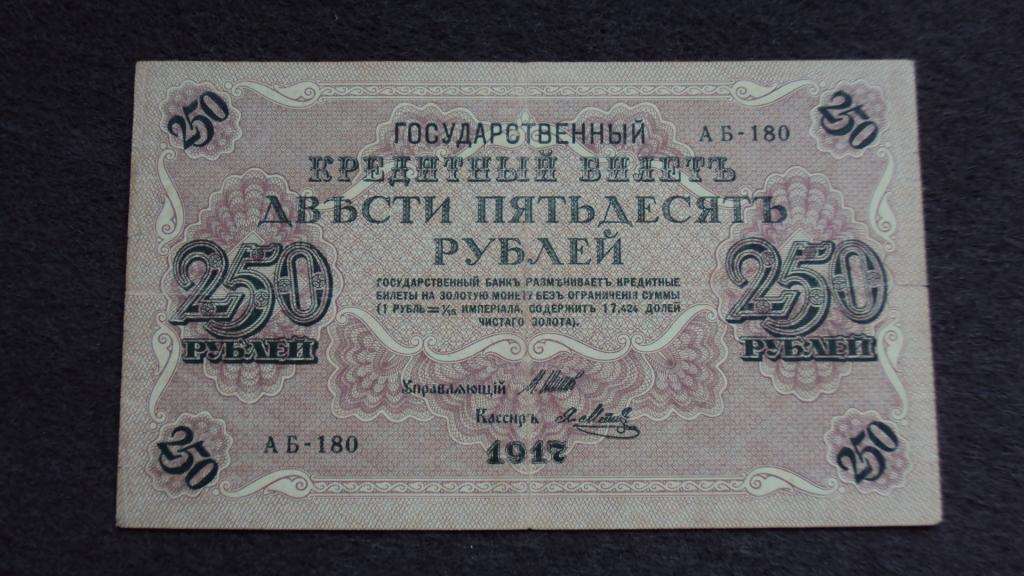 250 250
ГОСУДАРСТВЕННЫЙ АБ-180
КРЕДИТНЫЙ БИЛЕТЪ
ДВѢСТИ ПЯТЬДЕСЯТЪ
РУБЛЕЙ
250 250
РУБЛЕЙ РУБЛЕЙ
ГОСУДАРСТВЕННЫЙ БАНКЪ РАЗМѢНИВАЕТЪ КРЕДИТНЫЕ
БИЛЕТЫ НА ЗОЛОТУЮ МОНЕТУ БЕЗЪ ОГРАНИЧЕНІЯ СУММЫ
(1 РУБЛЬ = 1/15 ИМПЕРІАЛА, СОДЕРЖИТЪ 17,424 ДОЛЕЙ
ЧИСТАГО ЗОЛОТА).
Управляющій
Кассиръ
АБ-180 1917
250 250